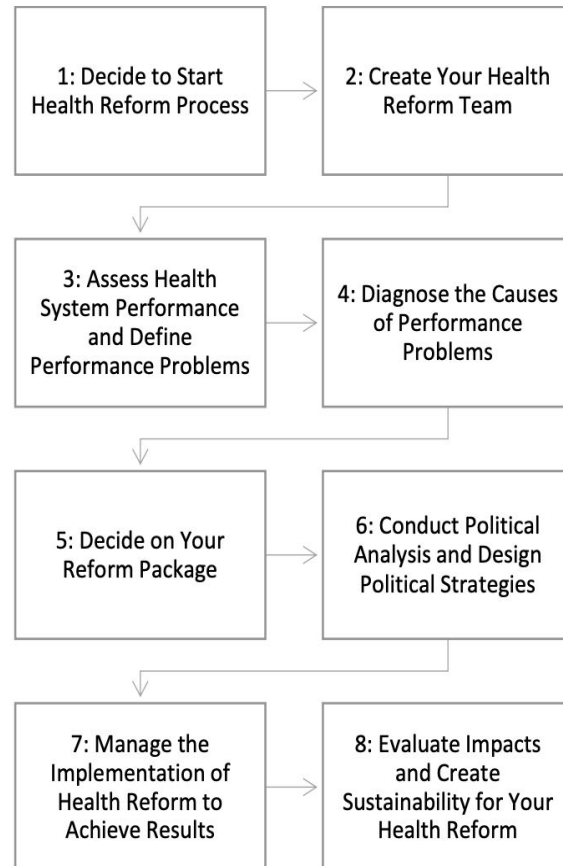 1: Decide to Start
Health Reform Process
2: Create Your Health
Reform Team
3: Assess Health
System Performance
and Define
Performance Problems
4: Diagnose the Causes
of Performance
Problems
5: Decide on Your
Reform Package
6: Conduct Political
Analysis and Design
Political Strategies
7: Manage the
Implementation of
Health Reform to
Achieve Results
8: Evaluate Impacts
and Create
Sustainability for Your
Health Reform